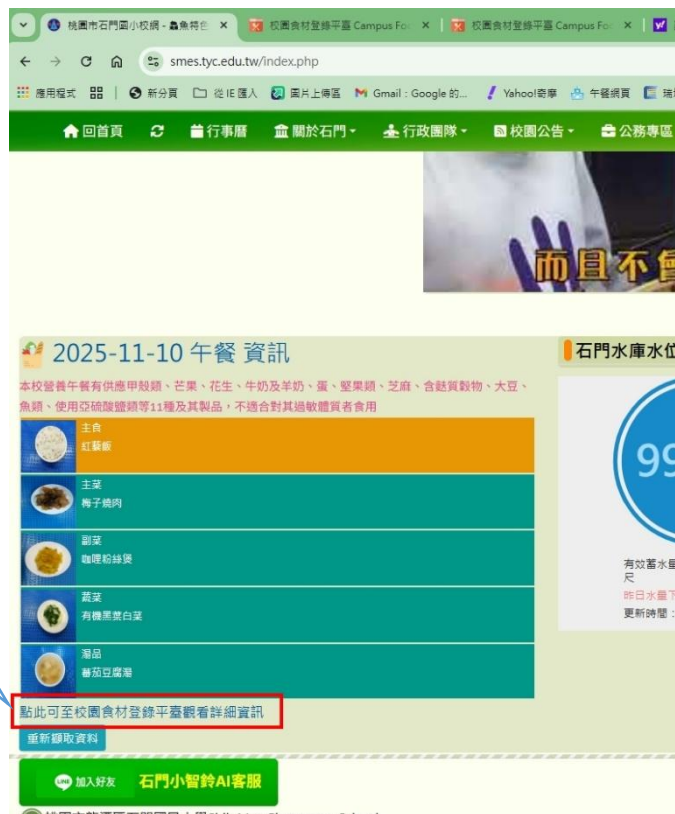 桃園市石門國小校網 - 
校園食材登錄平臺 Campus Fo
校園食材登錄平臺 Campus Fo
smes.tyc.edu.tw/index.php
應用程式
新分頁
從 IE 匯入
圖片上傳區
Gmail：Google 的...
Yahoo!奇摩
午餐網頁
回首頁
行事曆
關於石門
行政團隊
校園公告
公務專區
而且不會
2025-11-10 午餐 資訊
石門水庫水位
本校營養午餐有供應甲殼類、芒果、花生、牛奶及羊奶、蛋、堅果類、芝麻、含麩質穀物、大豆、
魚類、使用亞硫酸鹽類等11種及其製品，不適合對其過敏體質者食用
主食
紅藜飯
主菜
梅子燒肉
副菜
咖哩粉絲煲
蔬菜
有機黑葉白菜
湯品
蕃茄豆腐湯
99
有效蓄水量
尺
昨日水量下
更新時間：
點此可至校園食材登錄平臺觀看詳細資訊
重新擷取資料
加入好友
石門小智鈴AI客服